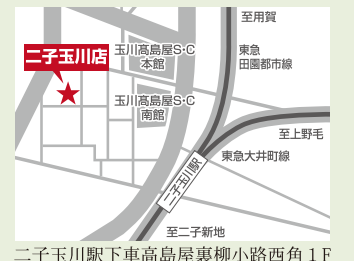 至用賀
東急
田園都市線
二子玉川店
玉川髙島屋S･C
本館
玉川髙島屋S･C
南館
至上野毛
東急大井町線
二子玉川駅
至二子新地
二子玉川駅下車高島屋裏柳小路西角１F